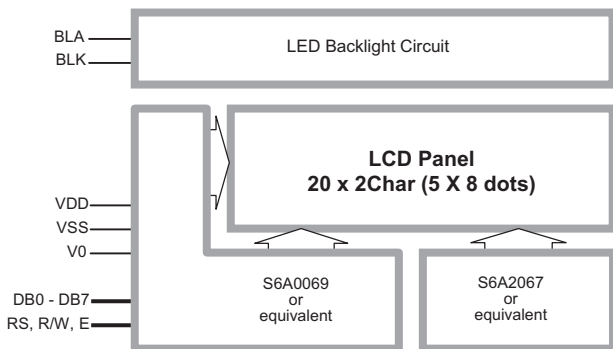 BLA
BLK
LED Backlight Circuit
LCD Panel
20 x 2Char (5 X 8 dots)
VDD
VSS
V0
DB0 - DB7
RS, R/W, E
S6A0069
or
equivalent
S6A2067
or
equivalent